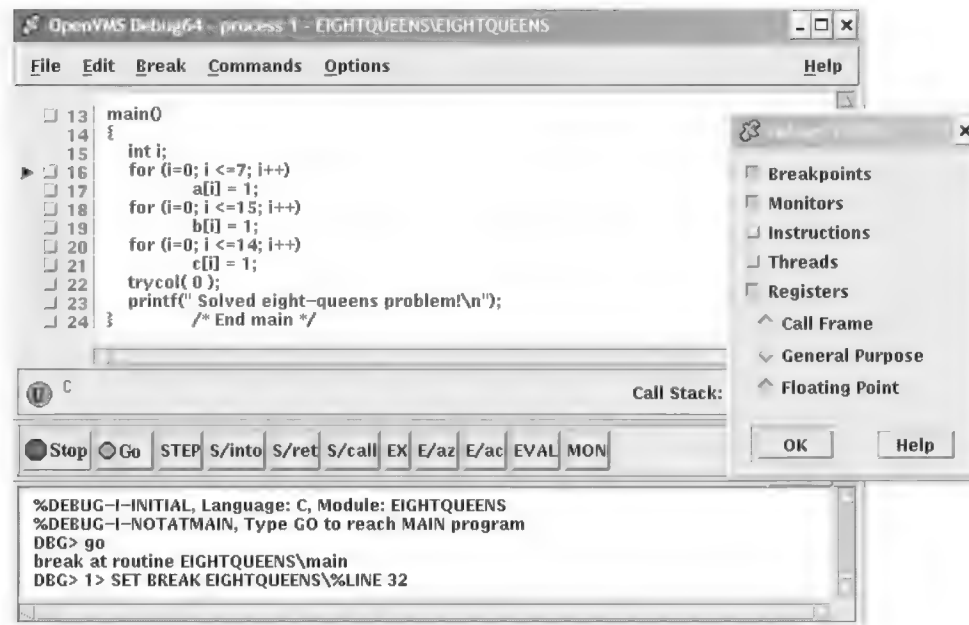 OpenVMS Debug64 - process 1 - EIGHTQUEENS\EIGHTQUEENS
File Edit Break Commands Options Help
13 main()
14 {
15 int i;
16 for (i=0; i <=7; i++)
17 a[i] = 1;
18 for (i=0; i <=15; i++)
19 b[i] = 1;
20 for (i=0; i <=14; i++)
21 c[i] = 1;
22 trycol( 0 );
23 printf(" Solved eight-queens problem!\n");
24 } /* End main */
C
Call Stack:
Stop Go STEP S/into S/ret S/call EX E/az E/ac EVAL MON
%DEBUG-I-INITIAL, Language: C, Module: EIGHTQUEENS
%DEBUG-I-NOTATMAIN, Type GO to reach MAIN program
DBG> go
break at routine EIGHTQUEENS\main
DBG> 1> SET BREAK EIGHTQUEENS\%LINE 32
Breakpoints
Monitors
Instructions
Threads
Registers
Call Frame
General Purpose
Floating Point
OK Help